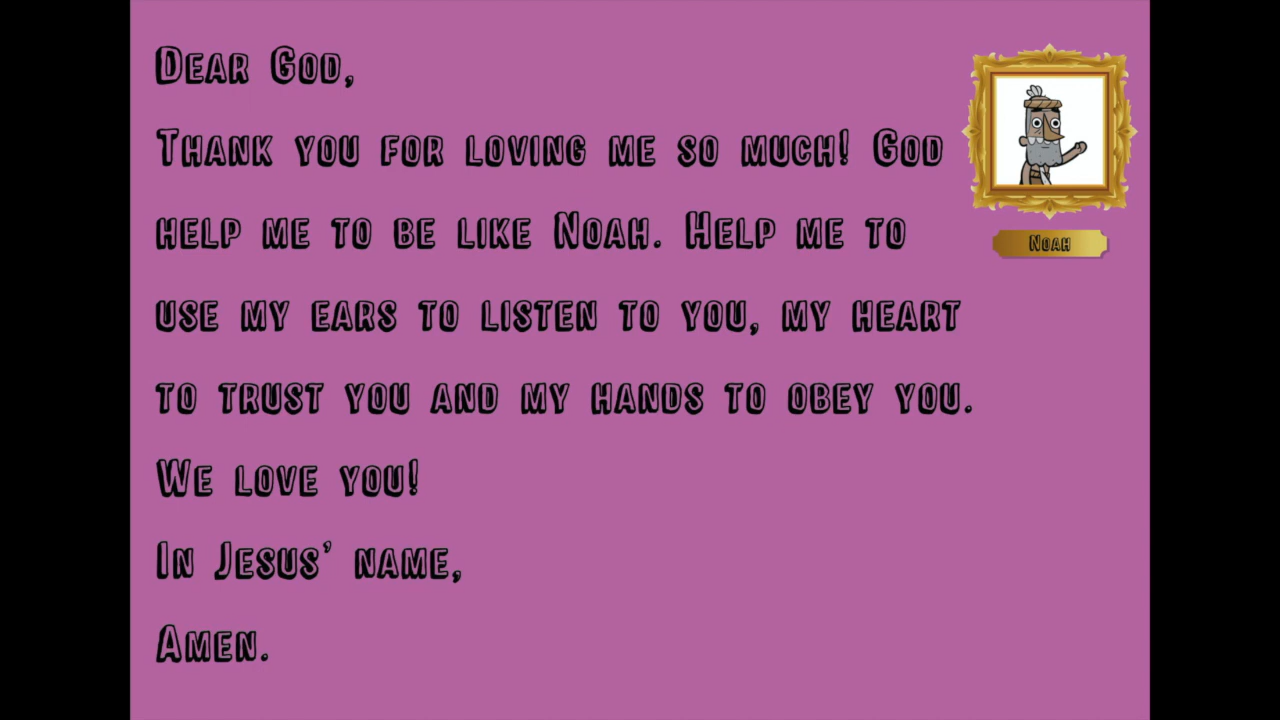 Dear God,
Thank you for loving me so much! God
help me to be like Noah. Help me to
use my ears to listen to you, my heart
to trust you and my hands to obey you.
We love you!
In Jesus’ name,
Amen.
Noah